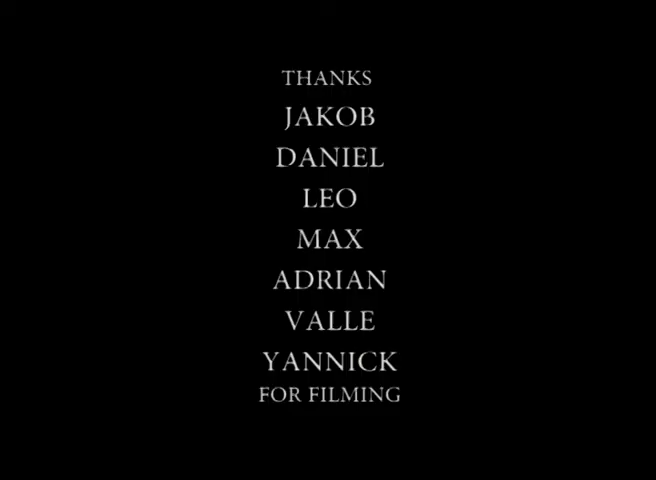 THANKS
JAKOB
DANIEL
LEO
MAX
ADRIAN
VALLE
YANNICK
FOR FILMING